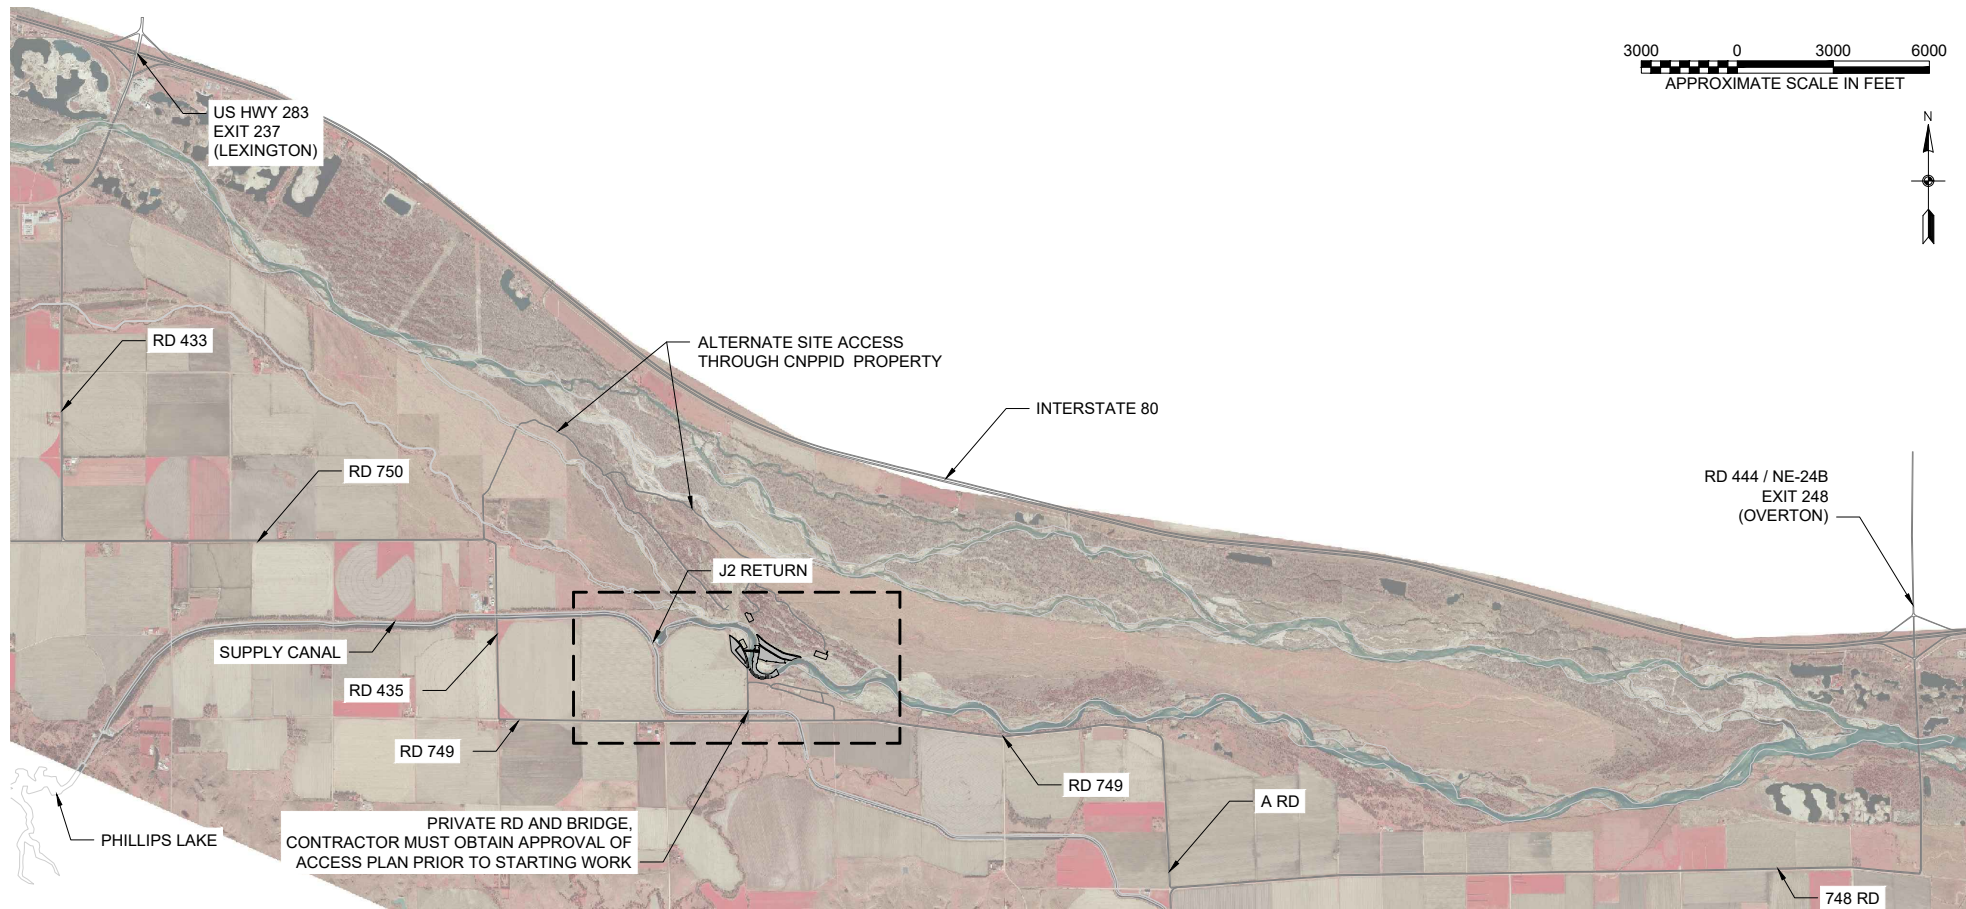 3000 0 3000 6000
APPROXIMATE SCALE IN FEET
N
US HWY 283
EXIT 237
(LEXINGTON)
RD 433
ALTERNATE SITE ACCESS
THROUGH CNPPID PROPERTY
INTERSTATE 80
RD 750
RD 444 / NE-24B
EXIT 248
(OVERTON)
J2 RETURN
SUPPLY CANAL
RD 435
RD 749
RD 749
A RD
PHILLIPS LAKE
PRIVATE RD AND BRIDGE,
CONTRACTOR MUST OBTAIN APPROVAL OF
ACCESS PLAN PRIOR TO STARTING WORK
748 RD